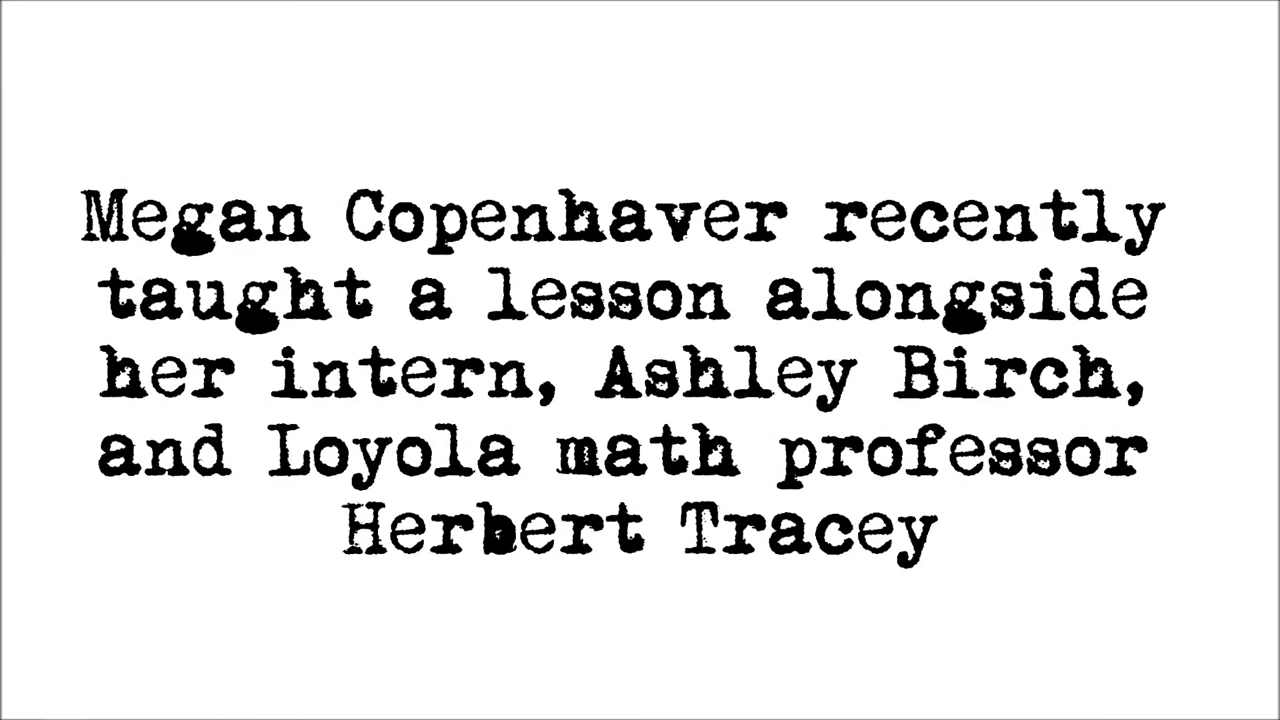 Megan Copenhaver recently
taught a lesson alongside
her intern, Ashley Birch,
and Loyola math professor
Herbert Tracey